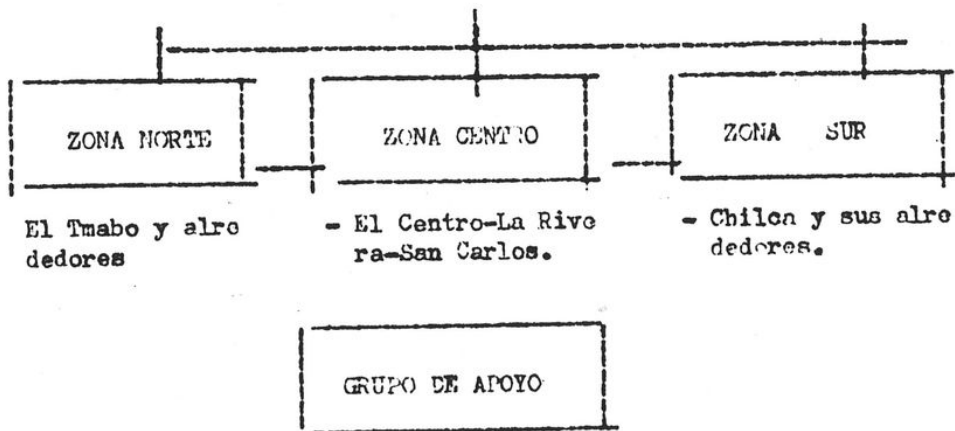 ZONA NORTE
ZONA CENTRO
ZONA SUR
El Tmabo y alre
dedores
- El Centro-La Rive
ra-San Carlos.
- Chilca y sus alre
dedores.
GRUPO DE APOYO